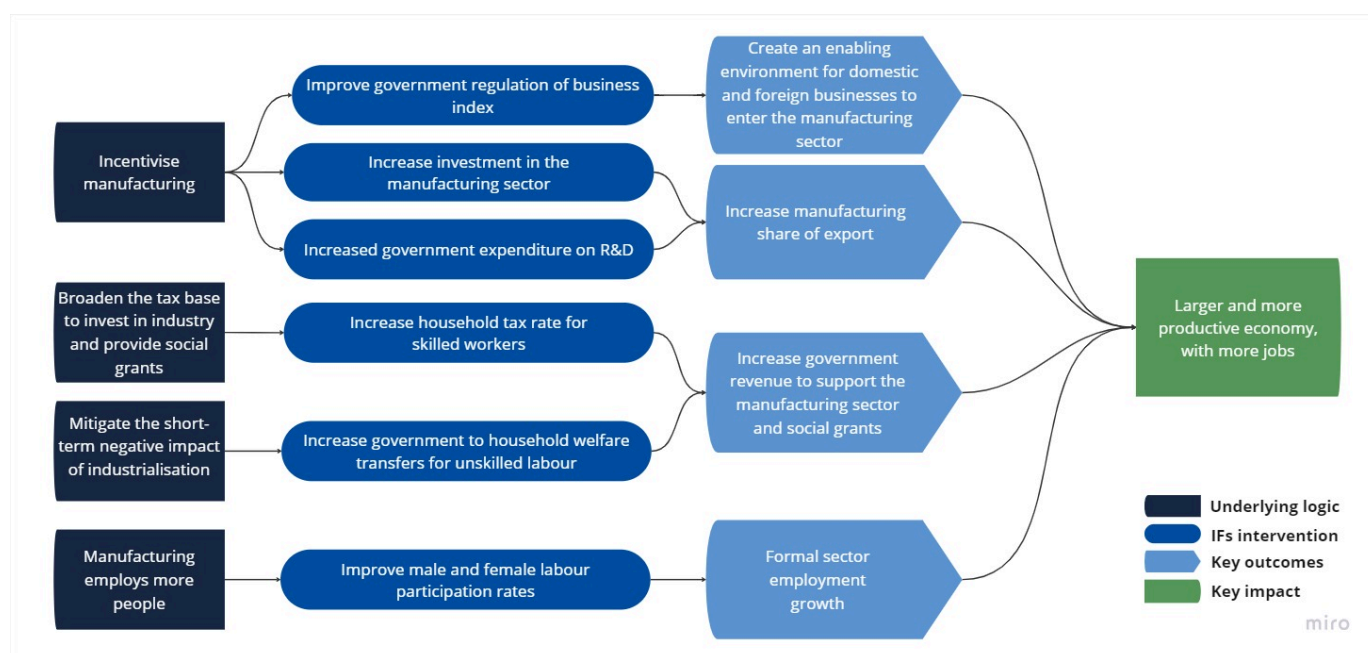 Incentivise
manufacturing
Broaden the tax base
to invest in industry
and provide social
grants
Mitigate the short-
term negative impact
of industrialisation
Manufacturing
employs more
people
Improve government regulation of business
index
Increase investment in the
manufacturing sector
Increased government expenditure on R&D
Increase household tax rate for
skilled workers
Increase government to household welfare
transfers for unskilled labour
Improve male and female labour
participation rates
Create an enabling
environment for domestic
and foreign businesses to
enter the manufacturing
sector
Increase manufacturing
share of export
Increase government
revenue to support the
manufacturing sector
and social grants
Formal sector
employment
growth
Larger and more
productive economy,
with more jobs
Underlying logic
IFs intervention
Key outcomes
Key impact
miro